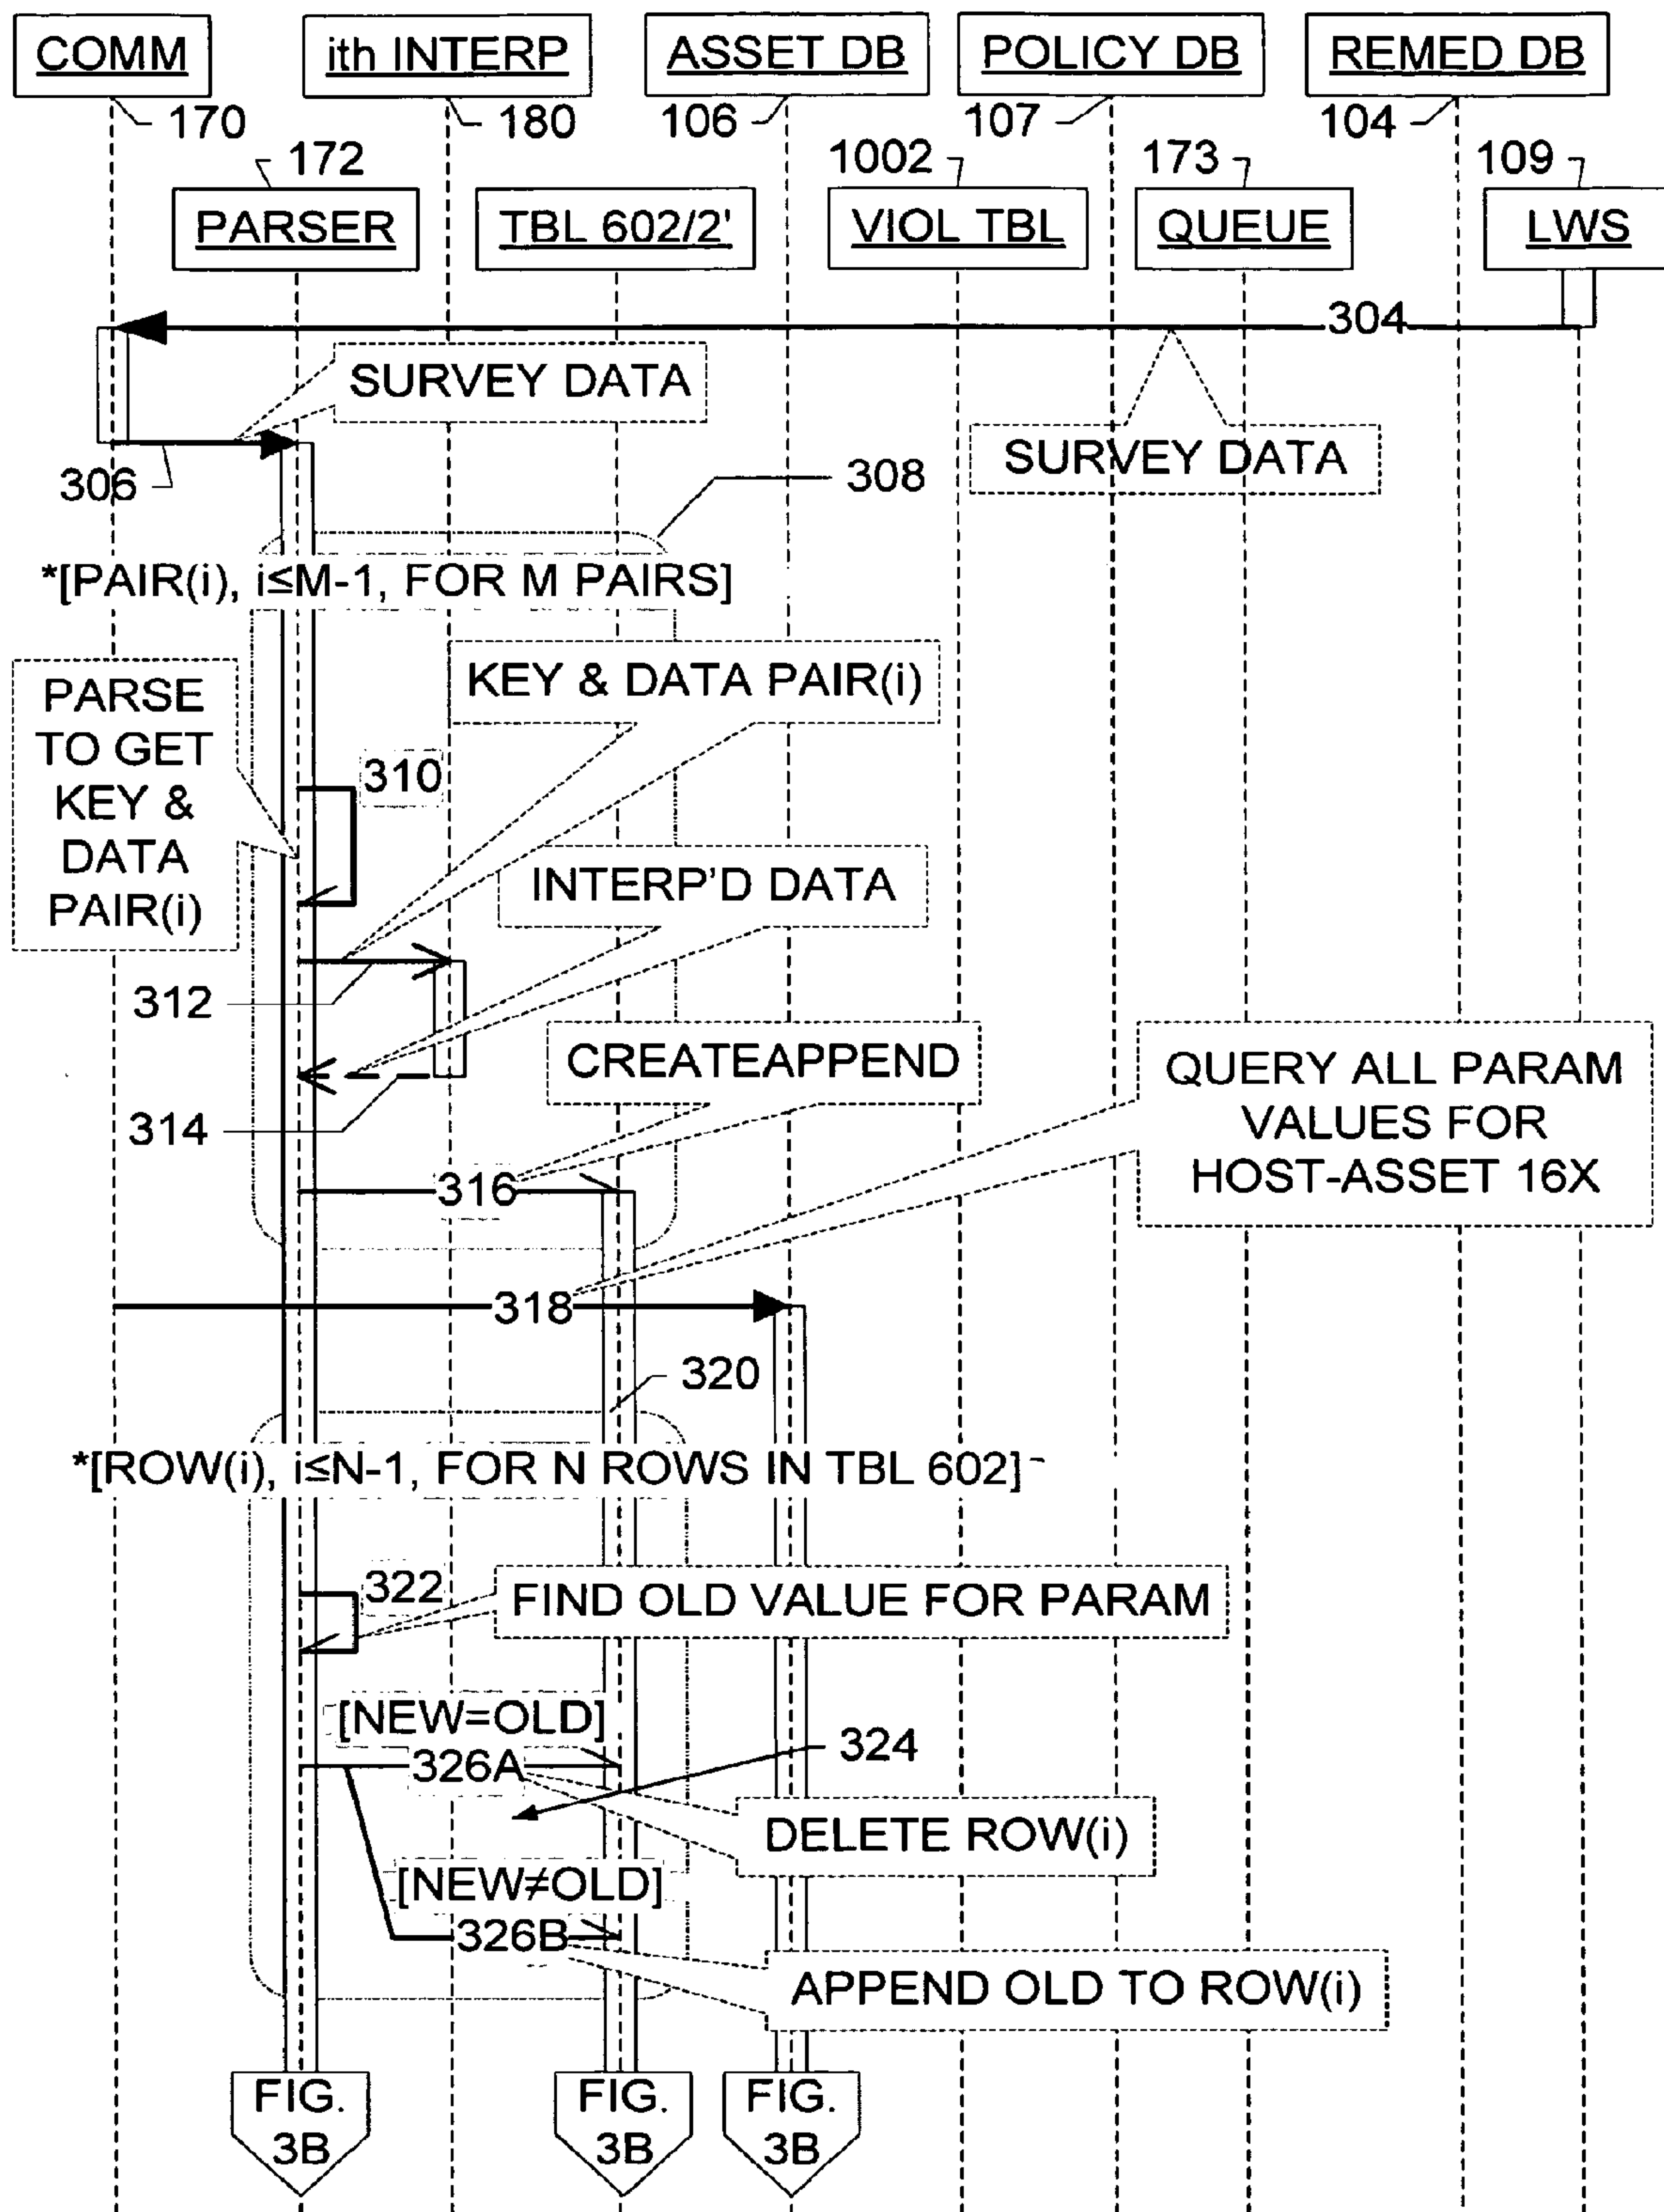 COMM
ith INTERP
ASSET DB
POLICY DB
REMED DB
170
180
106
107
104
172
1002
173
109
PARSER
TBL 602/2'
VIOL TBL
QUEUE
LWS
304
SURVEY DATA
306
308
SURVEY DATA
*[PAIR(i), i≤M-1, FOR M PAIRS]
PARSE
TO GET
KEY &
DATA
PAIR(i)
KEY & DATA PAIR(i)
310
INTERP'D DATA
312
CREATEAPPEND
QUERY ALL PARAM
VALUES FOR
HOST-ASSET 16X
314
316
318
320
*[ROW(i), i≤N-1, FOR N ROWS IN TBL 602]
322
FIND OLD VALUE FOR PARAM
[NEW=OLD]
326A
324
DELETE ROW(i)
[NEW≠OLD]
326B
APPEND OLD TO ROW(i)
FIG.
3B
FIG.
3B
FIG.
3B